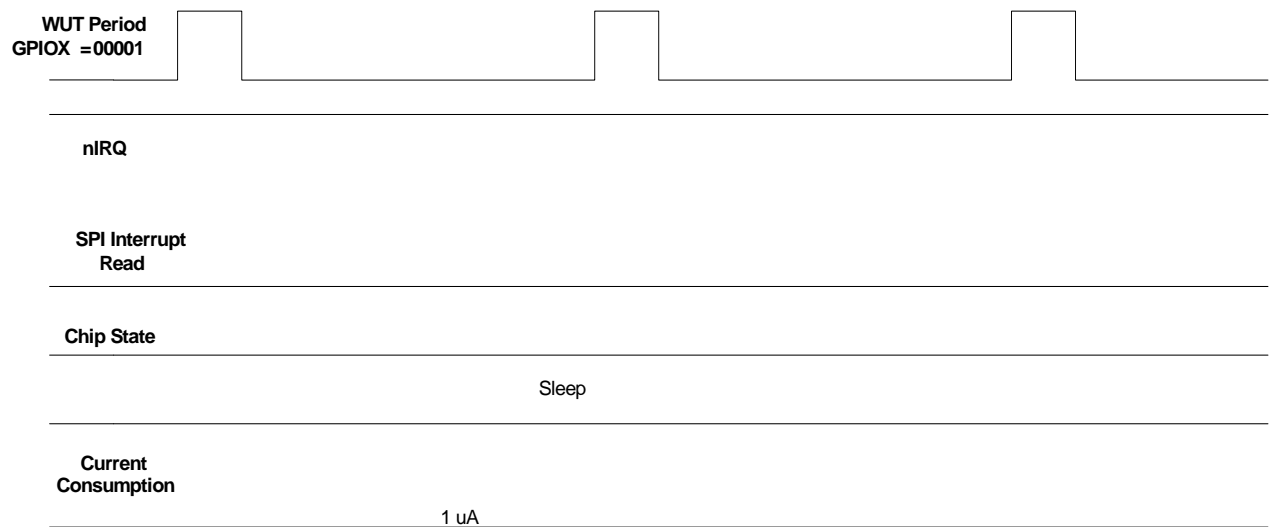 WUT Period
GPIOX =00001
nIRQ
SPI Interrupt
Read
Chip State
Sleep
Current
Consumption
1 uA